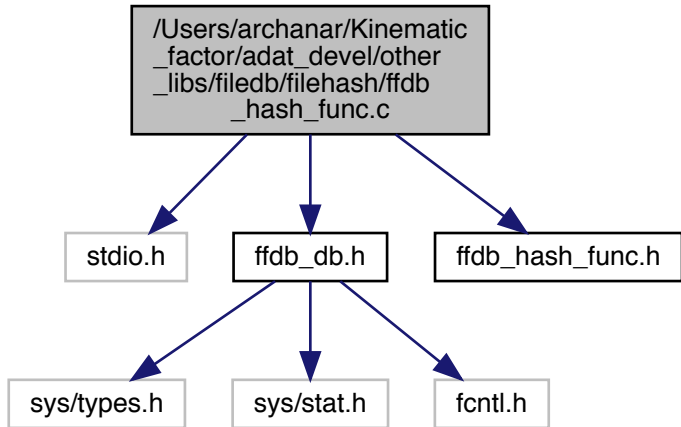 /Users/archanar/Kinematic
_factor/adat_devel/other
_libs/filedb/filehash/ffdb
_hash_func.c
stdio.h
ffdb_db.h
ffdb_hash_func.h
sys/types.h
sys/stat.h
fcntl.h